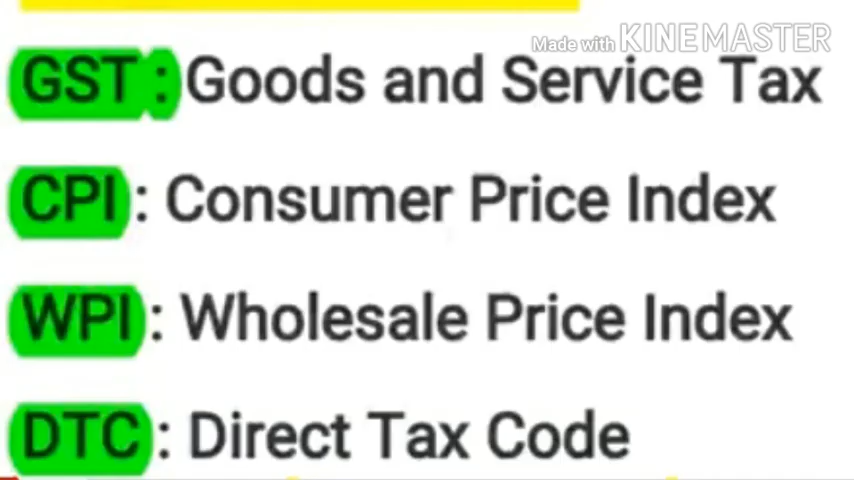 Made with KINEMASTER
GST : Goods and Service Tax
CPI : Consumer Price Index
WPI : Wholesale Price Index
DTC : Direct Tax Code